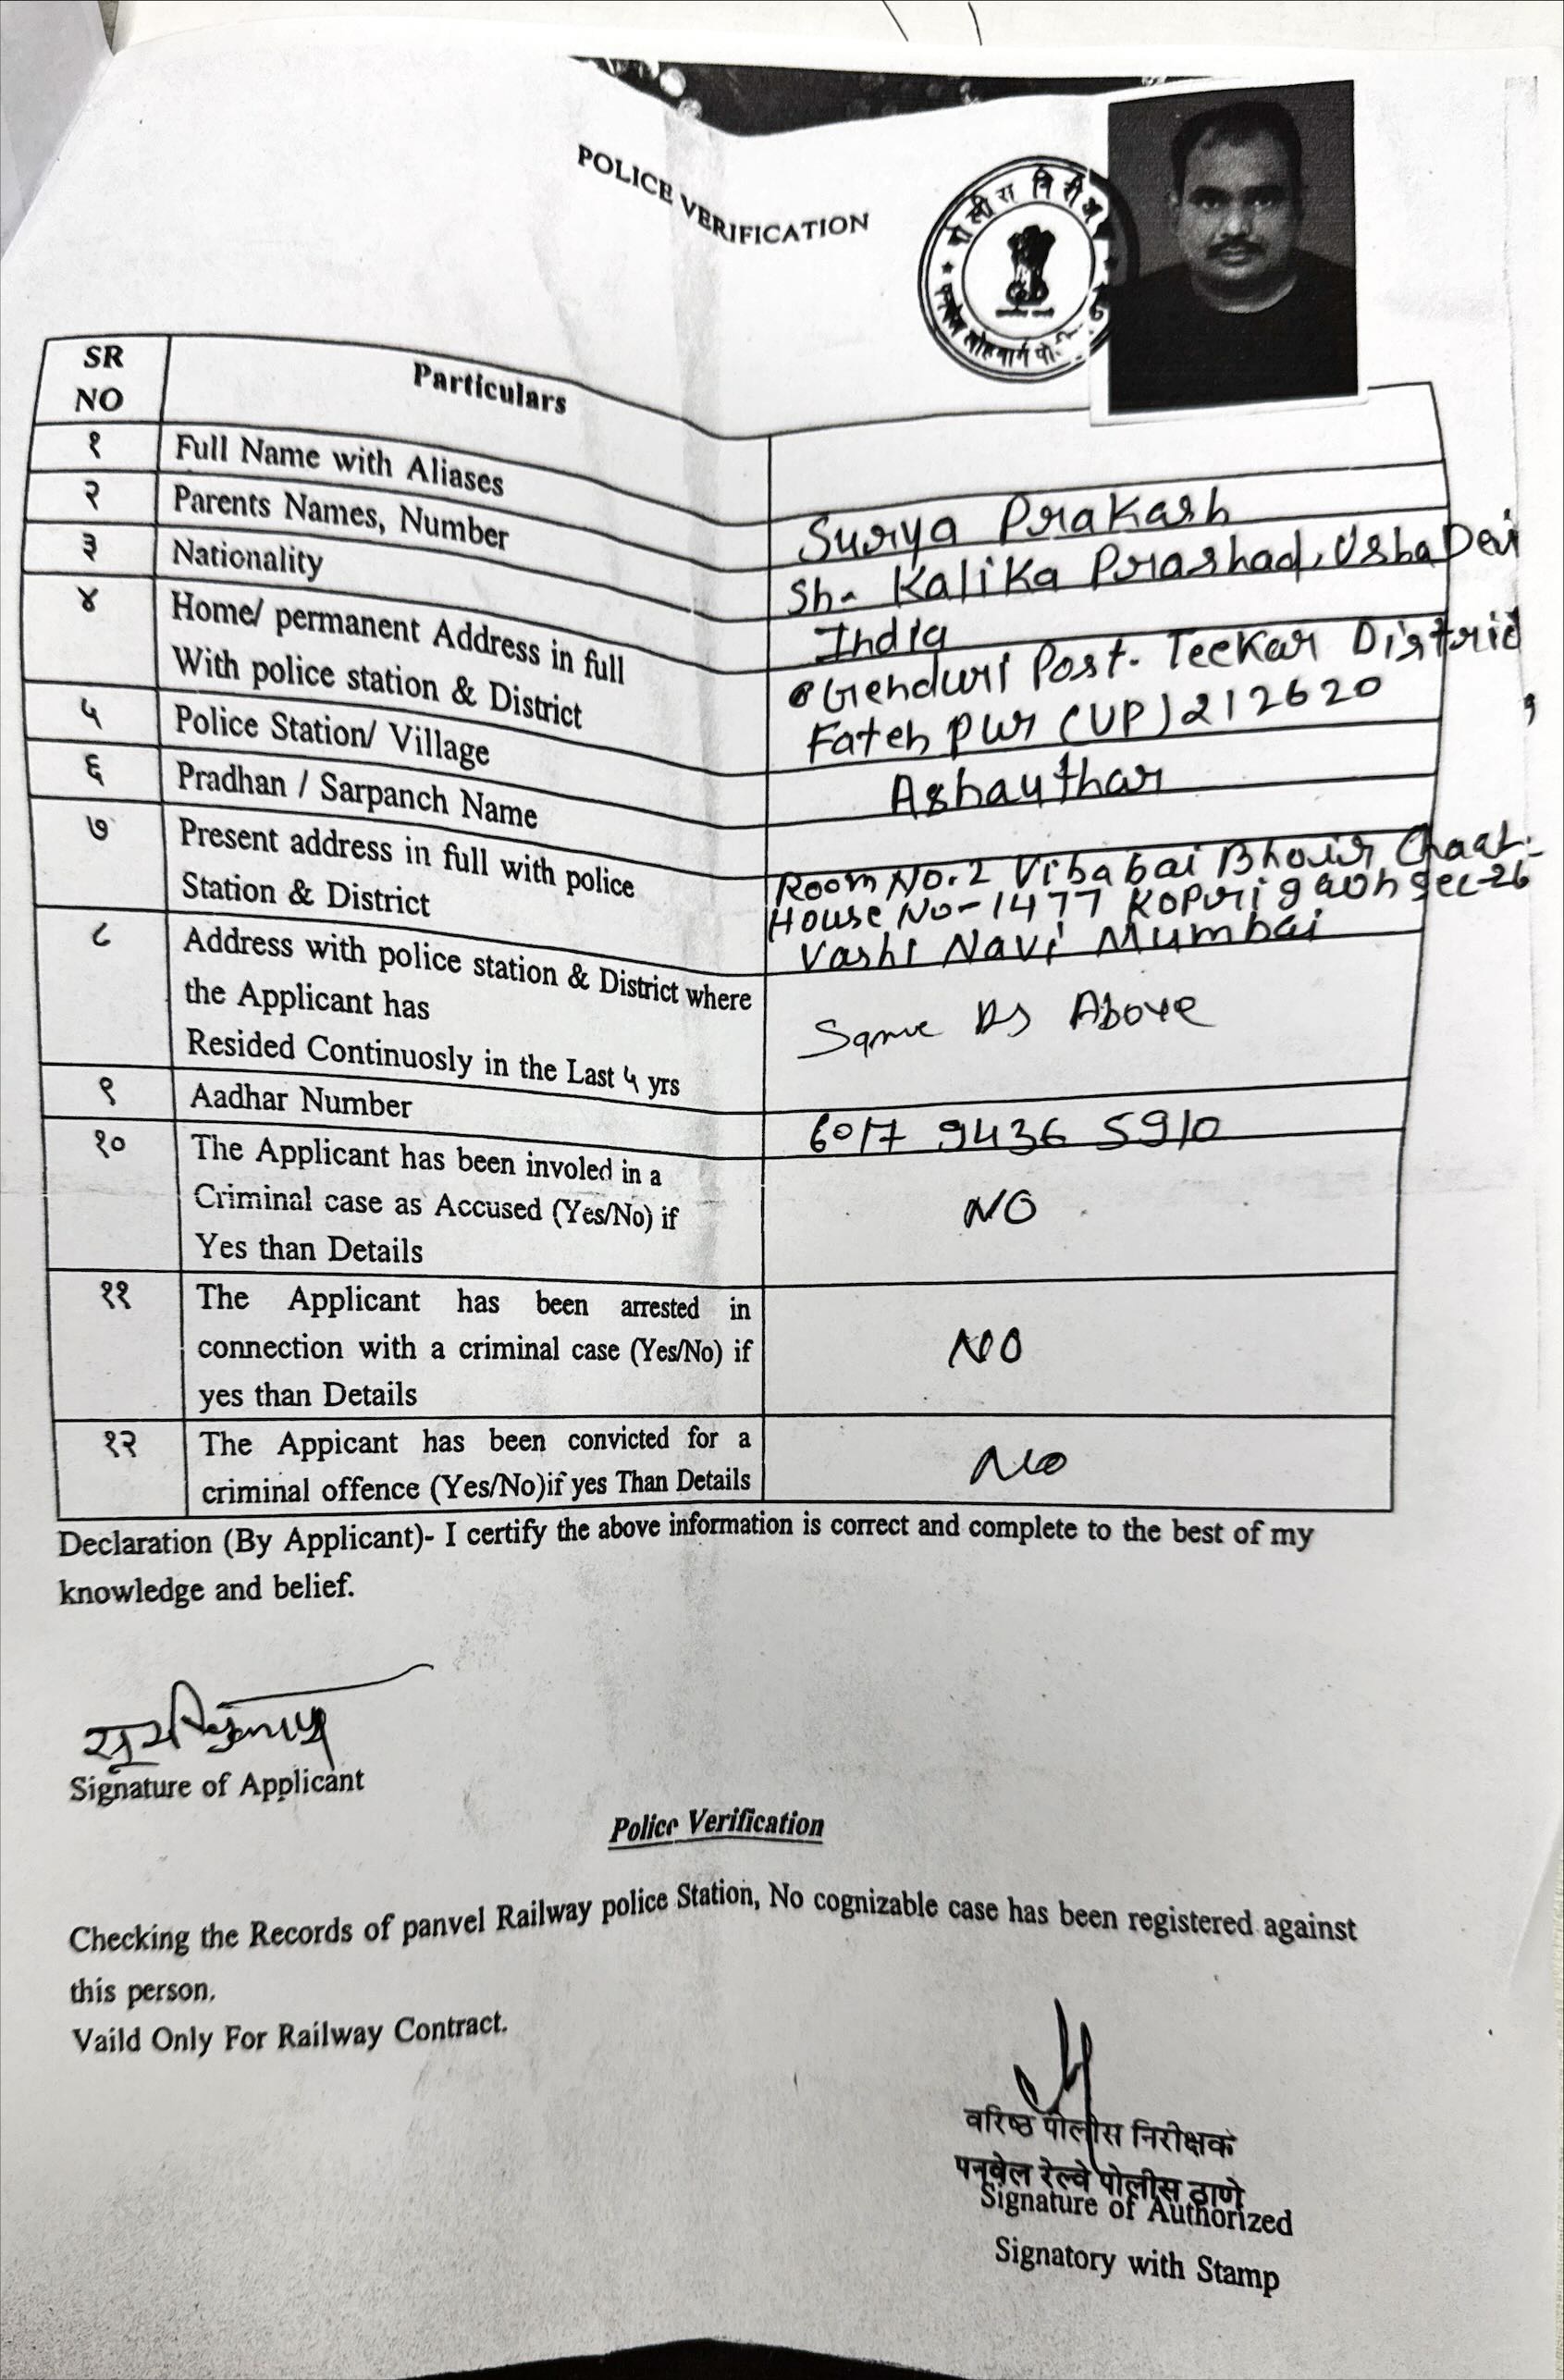 POLICE VERIFICATION
पोलीस निरीक्षक
SR
NO
Particulars
१
Full Name with Aliases
Surya Prakash
२
Parents Names, Number
Sh. Kalika Prashad, Usha Devi
३
Nationality
India
४
Home/ permanent Address in full
With police station & District
Genduri Post- Teekar District
Fateh pur (UP) 212620
५
Police Station/ Village
Ashauthar
६
Pradhan / Sarpanch Name
७
Present address in full with police
Station & District
Room No. 2 Vibabai Bhoir Chaal
House No-1477 Kopri gaon Sec-26
Vashi Navi Mumbai
८
Address with police station & District where
the Applicant has
Resided Continuosly in the Last ५ yrs
Same As Above
९
Aadhar Number
6017 9436 5910
१०
The Applicant has been involed in a
Criminal case as Accused (Yes/No) if
Yes than Details
NO
११
The Applicant has been arrested in
connection with a criminal case (Yes/No) if
yes than Details
NO
१२
The Appicant has been convicted for a
criminal offence (Yes/No)if yes Than Details
No
Declaration (By Applicant)- I certify the above information is correct and complete to the best of my
knowledge and belief.
Signature of Applicant
Police Verification
Checking the Records of panvel Railway police Station, No cognizable case has been registered against
this person.
Vaild Only For Railway Contract.
वरिष्ठ पोलीस निरीक्षक
पनवेल रेल्वे पोलीस ठाणे
Signature of Authorized
Signatory with Stamp